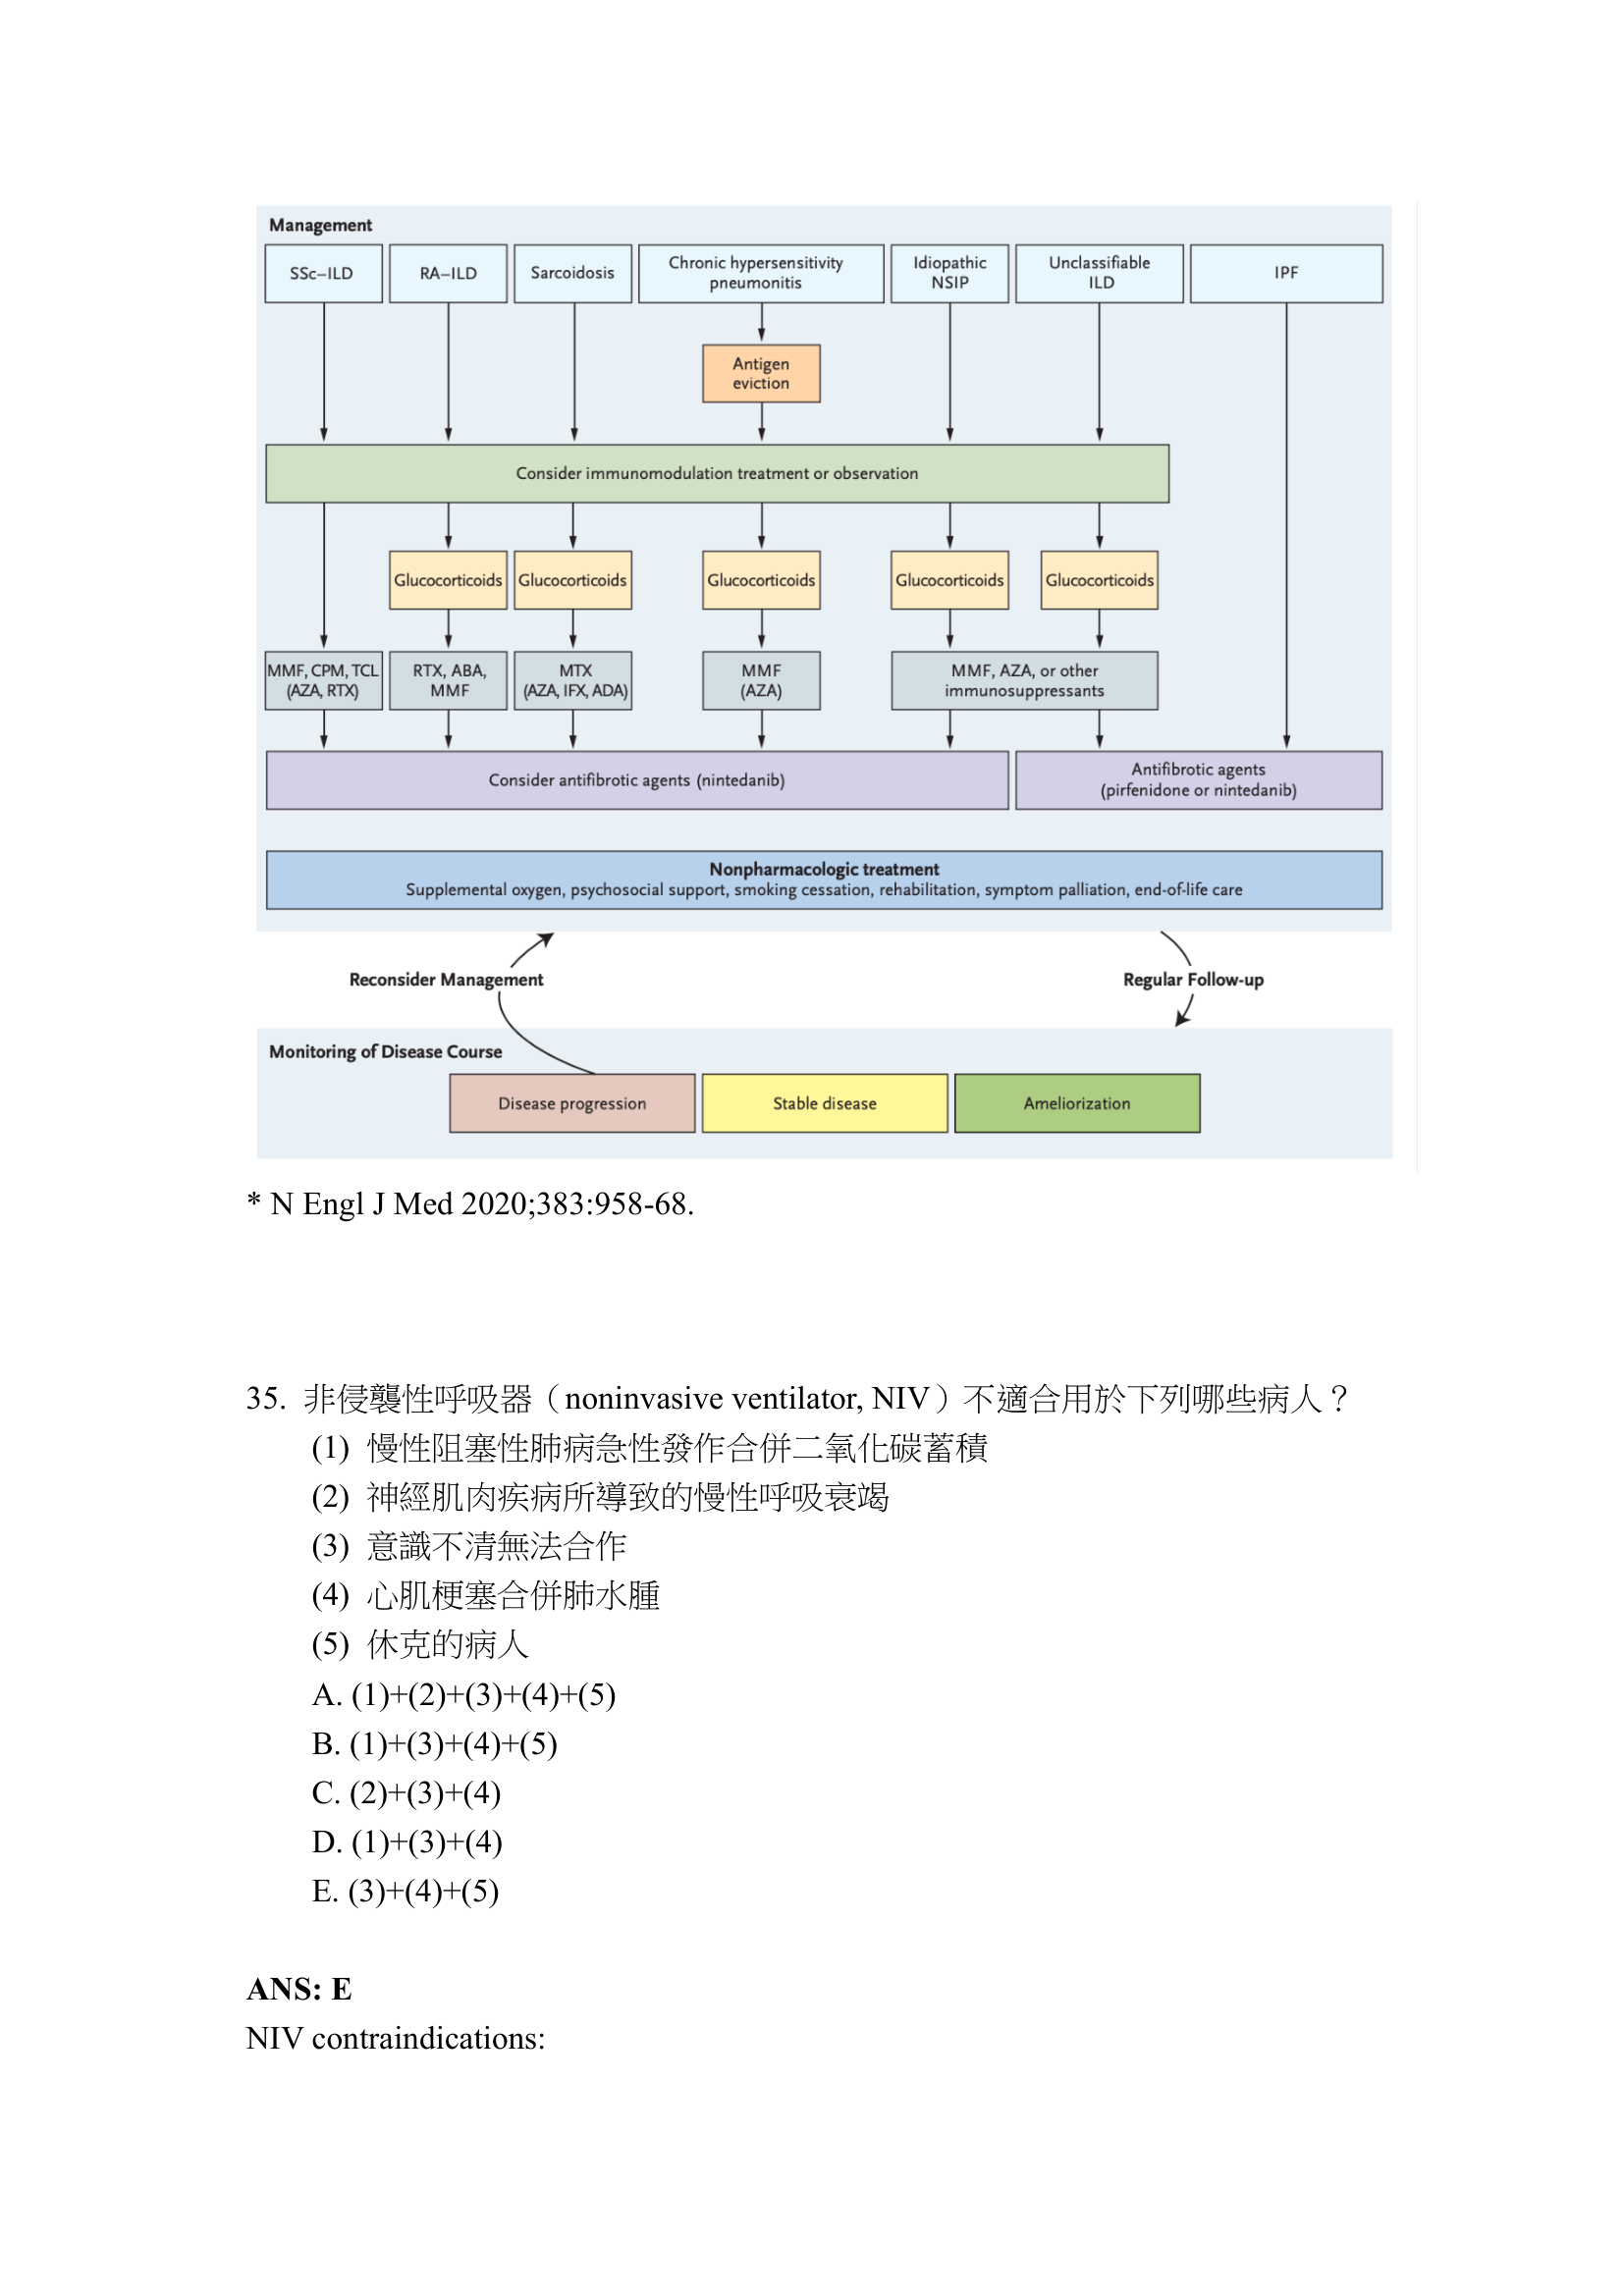 Management
SSc–ILD
RA–ILD
Sarcoidosis
Chronic hypersensitivity
pneumonitis
Idiopathic
NSIP
Unclassifiable
ILD
IPF
Antigen
eviction
Consider immunomodulation treatment or observation
Glucocorticoids
Glucocorticoids
Glucocorticoids
Glucocorticoids
Glucocorticoids
MMF, CPM, TCL
(AZA, RTX)
RTX, ABA,
MMF
MTX
(AZA, IFX, ADA)
MMF
(AZA)
MMF, AZA, or other
immunosuppressants
Consider antifibrotic agents (nintedanib)
Antifibrotic agents
(pirfenidone or nintedanib)
Nonpharmacologic treatment
Supplemental oxygen, psychosocial support, smoking cessation, rehabilitation, symptom palliation, end-of-life care
Reconsider Management
Regular Follow-up
Monitoring of Disease Course
Disease progression
Stable disease
Ameliorization
* N Engl J Med 2020;383:958-68.
35. 非侵襲性呼吸器（noninvasive ventilator, NIV）不適合用於下列哪些病人？
(1) 慢性阻塞性肺病急性發作合併二氧化碳蓄積
(2) 神經肌肉疾病所導致的慢性呼吸衰竭
(3) 意識不清無法合作
(4) 心肌梗塞合併肺水腫
(5) 休克的病人
A. (1)+(2)+(3)+(4)+(5)
B. (1)+(3)+(4)+(5)
C. (2)+(3)+(4)
D. (1)+(3)+(4)
E. (3)+(4)+(5)
ANS: E
NIV contraindications: